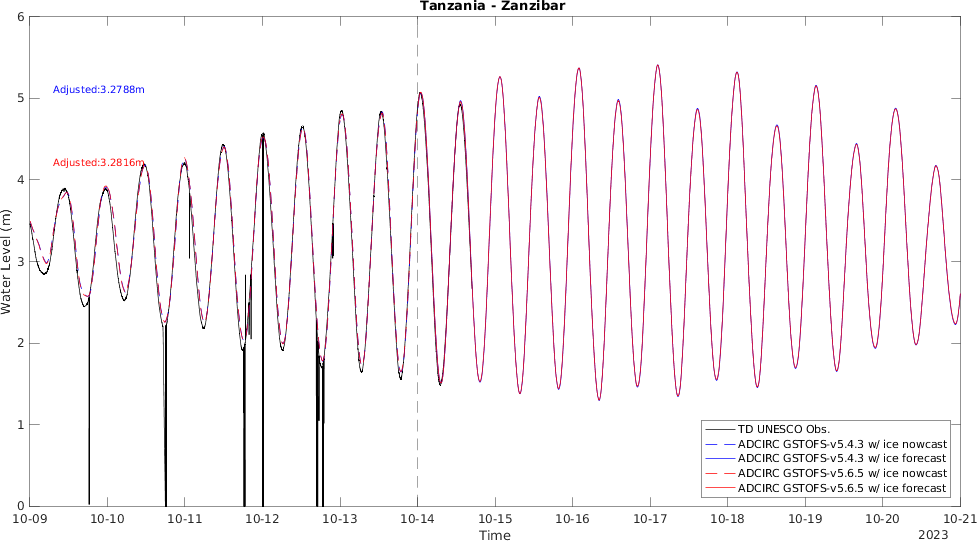 Tanzania - Zanzibar
6
5
4
3
2
1
0
Water Level (m)
Adjusted:3.2788m
Adjusted:3.2816m
TD UNESCO Obs.
ADCIRC GSTOFS-v5.4.3 w/ ice nowcast
ADCIRC GSTOFS-v5.4.3 w/ ice forecast
ADCIRC GSTOFS-v5.6.5 w/ ice nowcast
ADCIRC GSTOFS-v5.6.5 w/ ice forecast
10-09 10-10 10-11 10-12 10-13 10-14 10-15 10-16 10-17 10-18 10-19 10-20 10-21
Time
2023